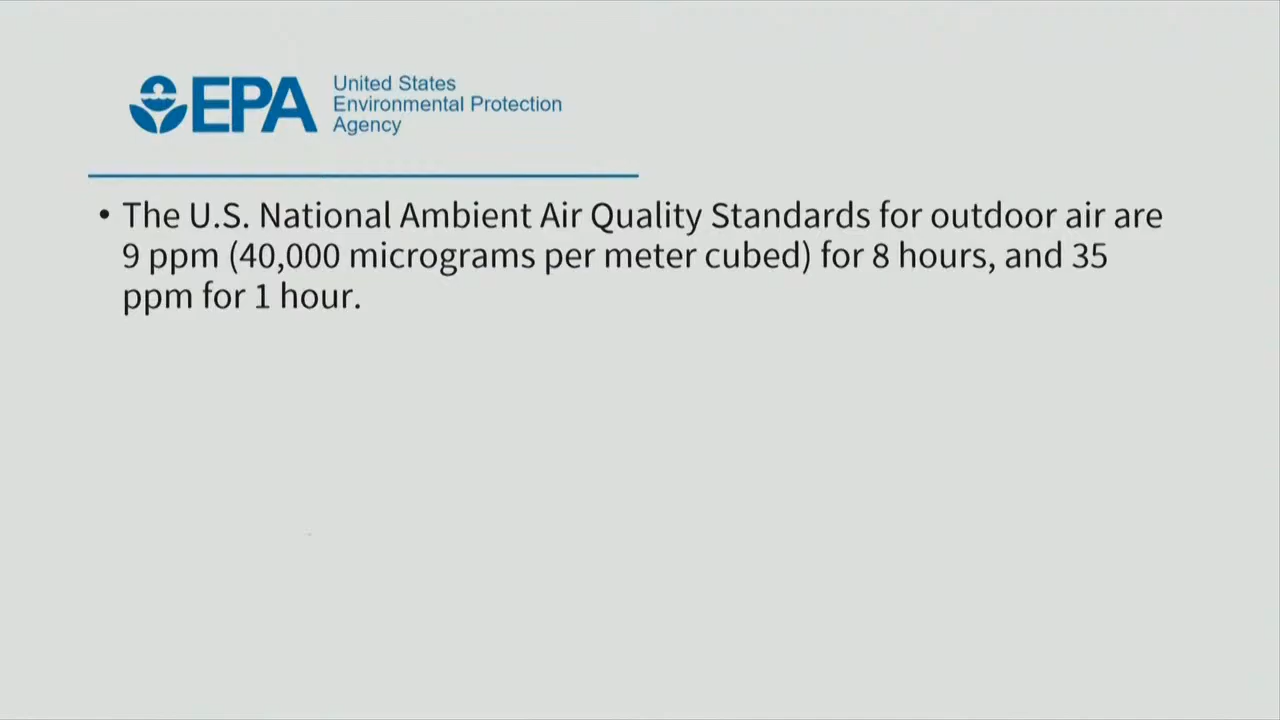 EPA
United States
Environmental Protection
Agency
• The U.S. National Ambient Air Quality Standards for outdoor air are
9 ppm (40,000 micrograms per meter cubed) for 8 hours, and 35
ppm for 1 hour.